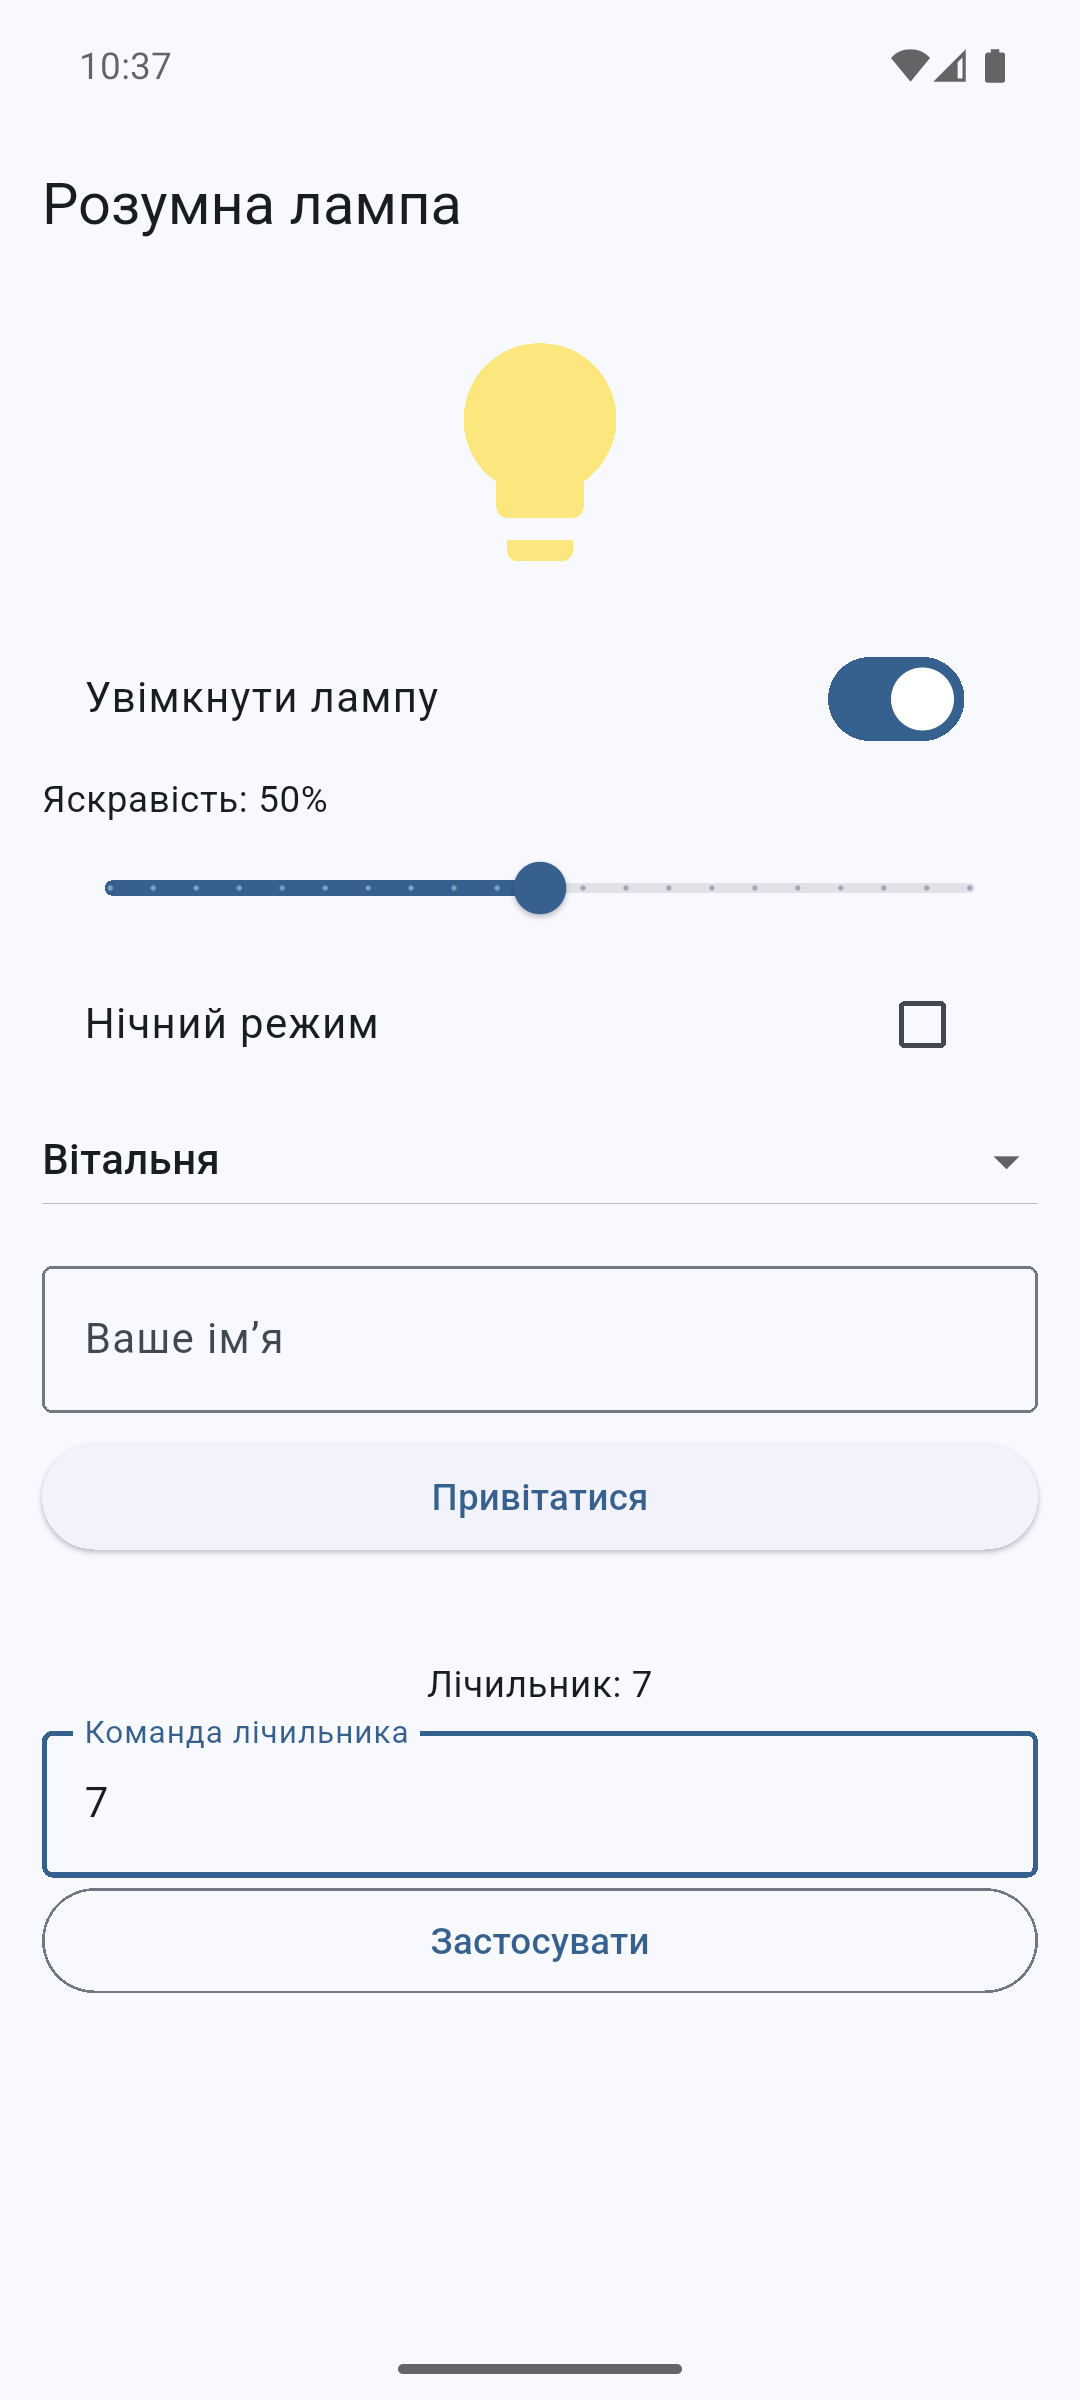 10:37
Розумна лампа
Увімкнути лампу
Яскравість: 50%
Нічний режим
Вітальня
Ваше ім’я
Привітатися
Лічильник: 7
Команда лічильника
7
Застосувати